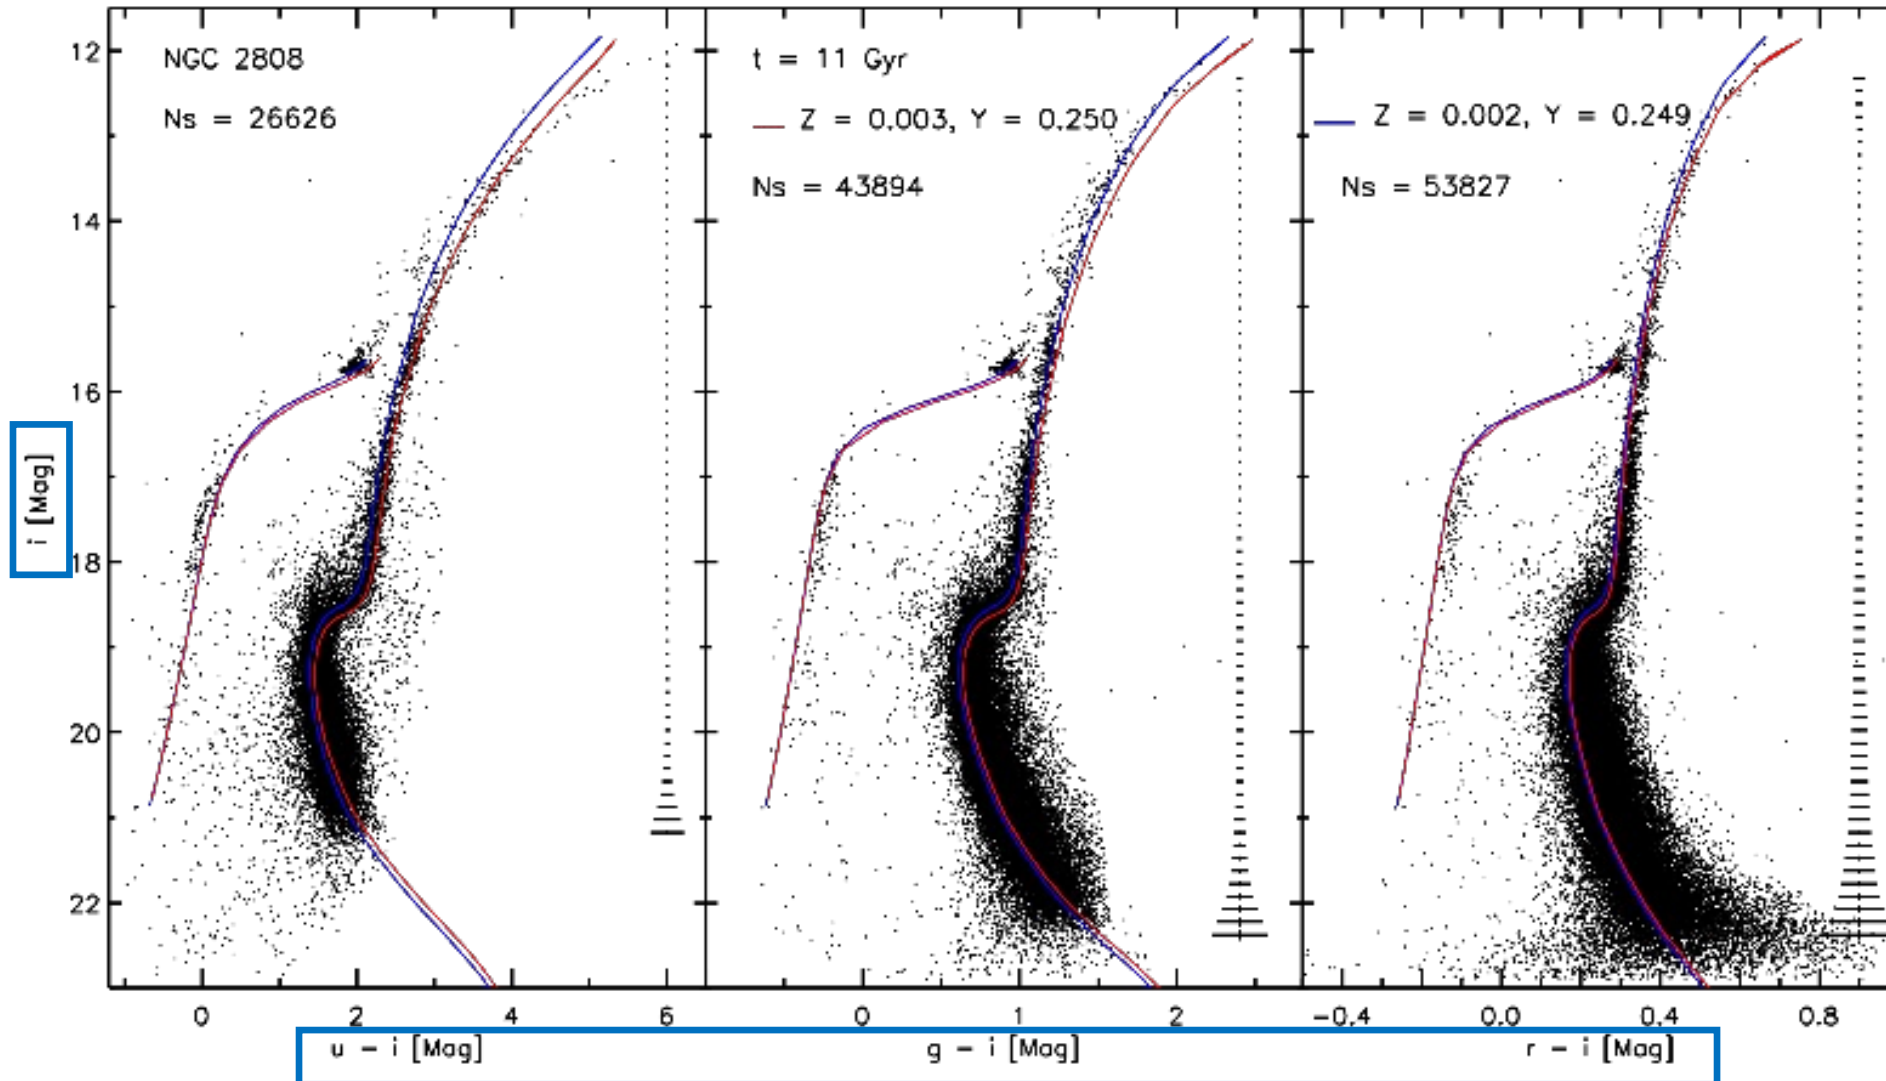 NGC 2808
Ns = 26626
t = 11 Gyr
Z = 0.003, Y = 0.250
Ns = 43894
Z = 0.002, Y = 0.249
Ns = 53827
i [Mag]
12
14
16
18
20
22
0 2 4 6
0 1 2
-0.4 0.0 0.4 0.8
u - i [Mag]
g - i [Mag]
r - i [Mag]